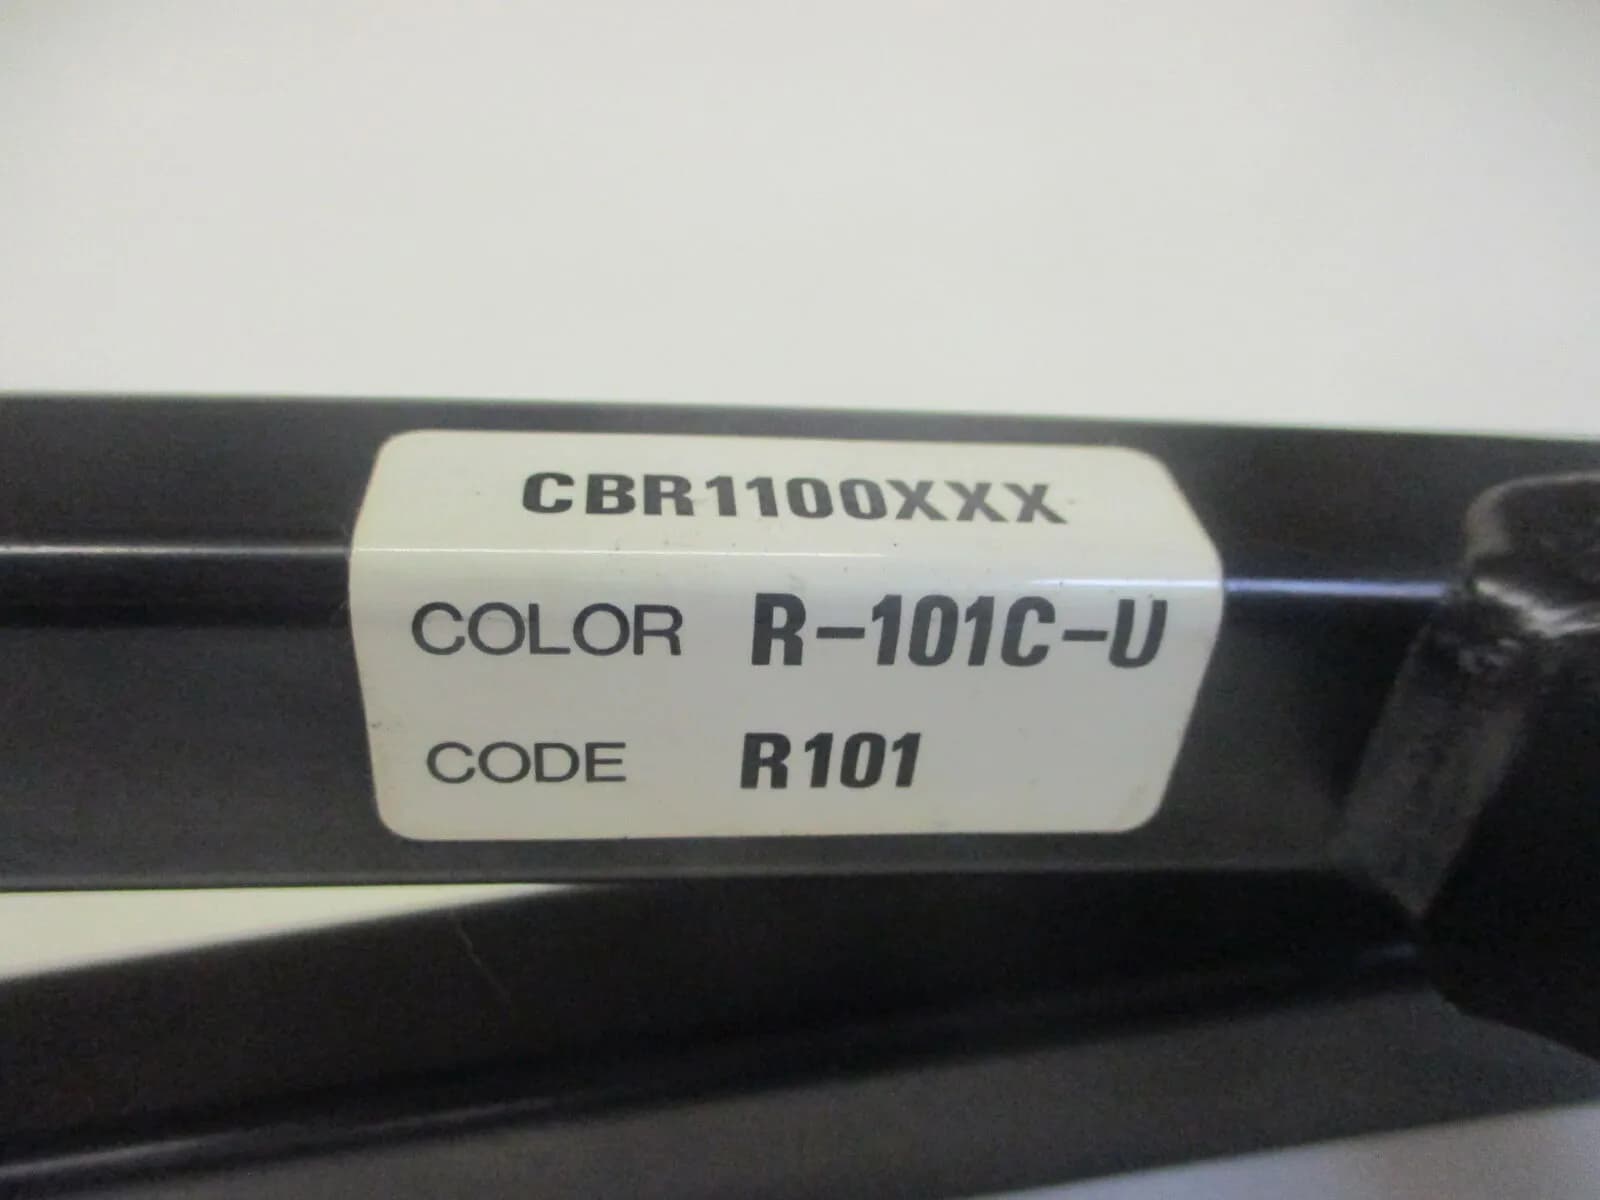 CBR1100XXX
COLOR R-101C-U
CODE R101